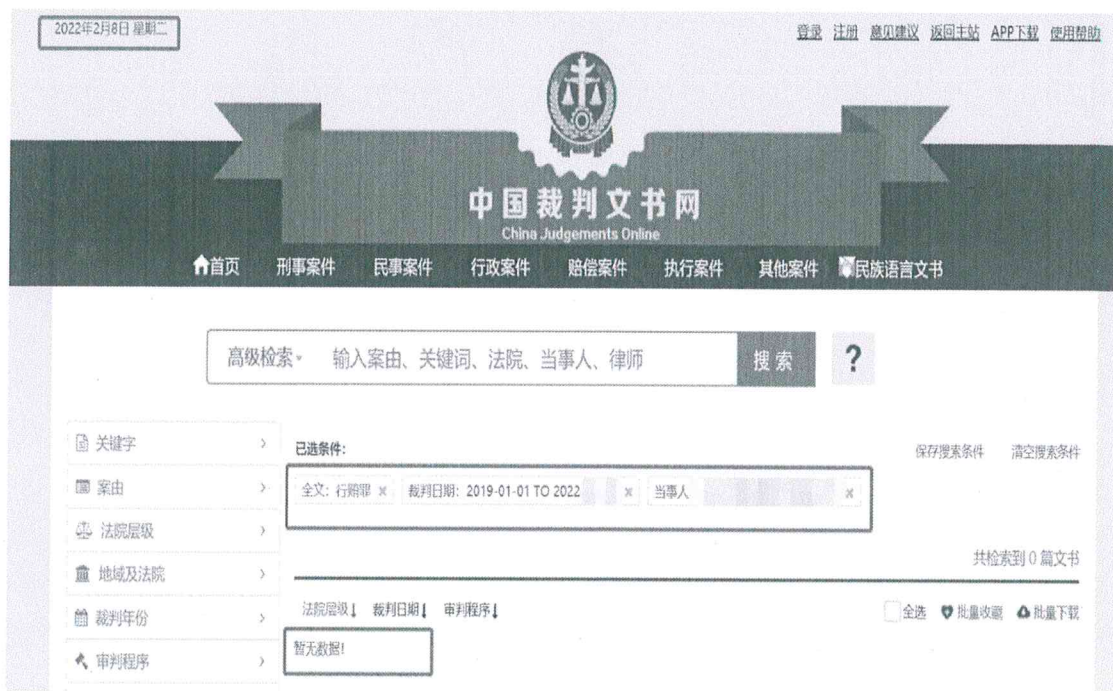 2022年2月8日 星期二
登录 注册 意见建议 返回主站 APP下载 使用帮助
中国裁判文书网
China Judgements Online
首页 刑事案件 民事案件 行政案件 赔偿案件 执行案件 其他案件 民族语言文书
高级检索 输入案由、关键词、法院、当事人、律师 搜索 ?
关键字
已选条件:
保存搜索条件 清空搜索条件
案由
全文: 行贿罪 × 裁判日期: 2019-01-01 TO 2022 × 当事人 ×
法院层级
共检索到 0 篇文书
地域及法院
法院层级 裁判日期 审判程序
全选 批量收藏 批量下载
裁判年份
暂无数据!
审判程序